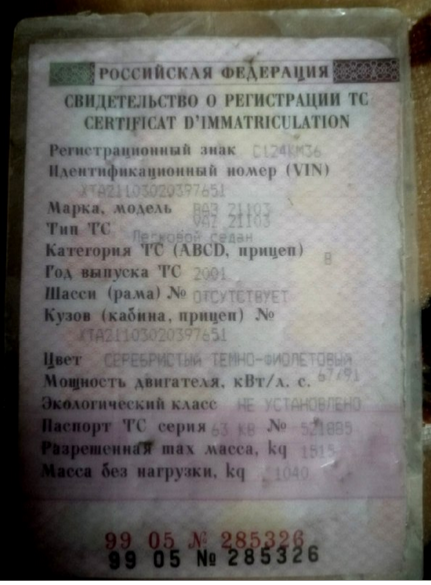 РОССИЙСКАЯ ФЕДЕРАЦИЯ
СВИДЕТЕЛЬСТВО О РЕГИСТРАЦИИ ТС
CERTIFICAT D'IMMATRICULATION
Регистрационный знак С124КМ36
Идентификационный номер (VIN)
XTA21103020397651
Марка, модель ВАЗ 21103
VAZ 21103
Тип ТС
Легковой седан
Категория ТС (ABCD, прицеп) B
Год выпуска ТС 2001
Шасси (рама) № ОТСУТСТВУЕТ
Кузов (кабина, прицеп) №
XTA21103020397651
Цвет СЕРЕБРИСТЫЙ ТЕМНО-ФИОЛЕТОВЫЙ
Мощность двигателя, кВт/л. с. 67/91
Экологический класс НЕ УСТАНОВЛЕНО
Паспорт ТС серия 63 КВ № 521885
Разрешенная max масса, kg 1515
Масса без нагрузки, kg 1040
99 05 № 285326
99 05 № 285326